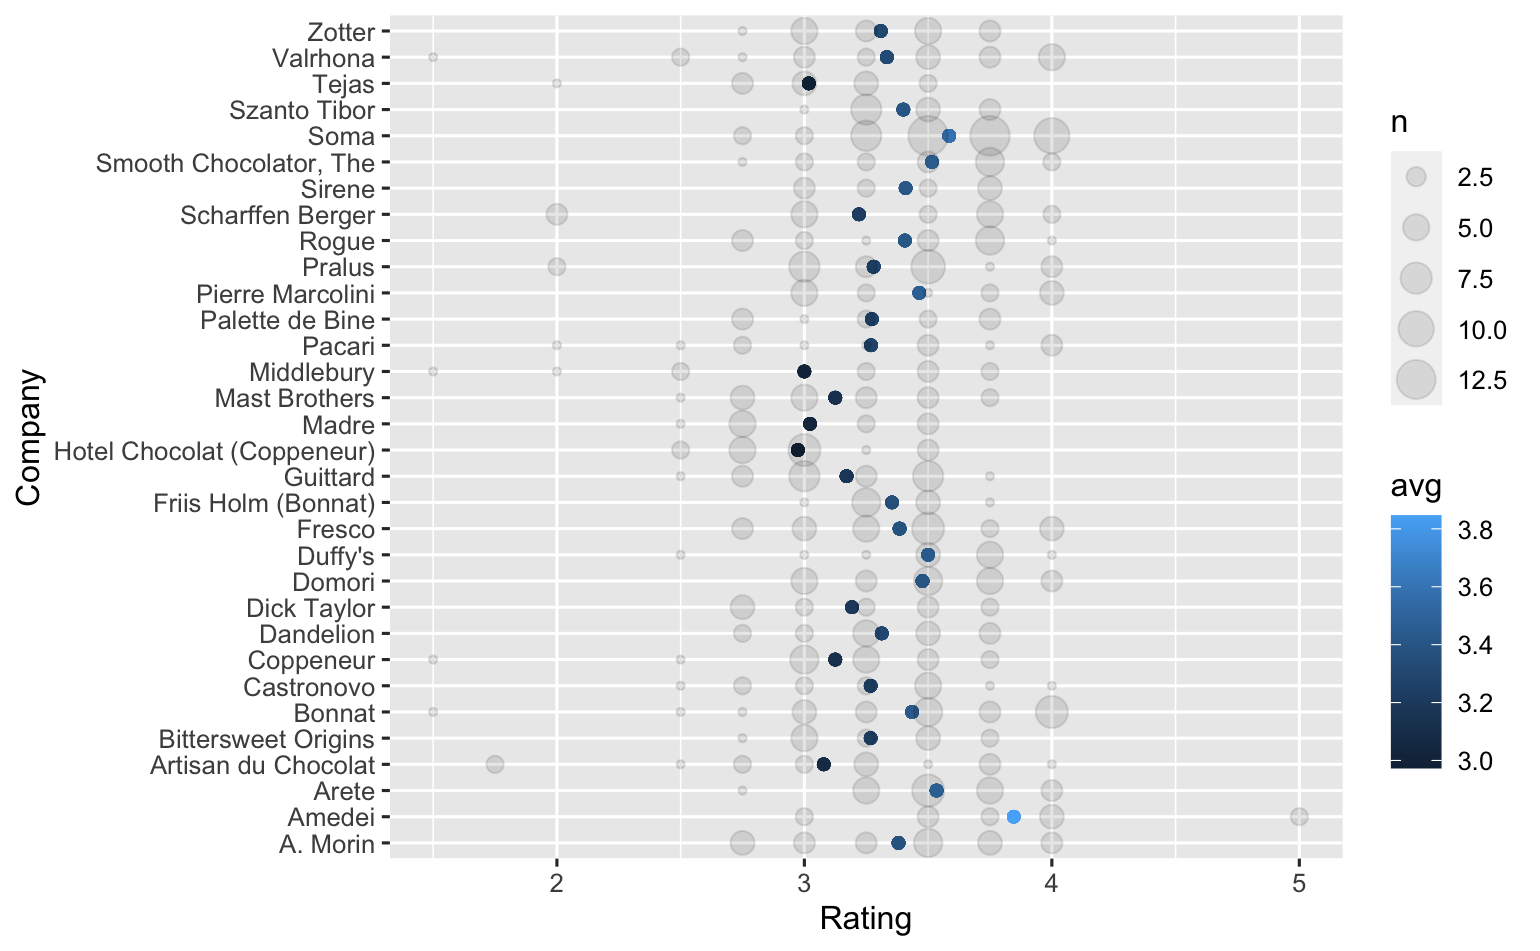 Zotter
Valrhona
Tejas
Szanto Tibor
Soma
Smooth Chocolator, The
Sirene
Scharffen Berger
Rogue
Pralus
Pierre Marcolini
Palette de Bine
Pacari
Middlebury
Mast Brothers
Madre
Hotel Chocolat (Coppeneur)
Guittard
Friis Holm (Bonnat)
Fresco
Duffy's
Domori
Dick Taylor
Dandelion
Coppeneur
Castronovo
Bonnat
Bittersweet Origins
Artisan du Chocolat
Arete
Amedei
A. Morin
Company
2 3 4 5
Rating
n
2.5
5.0
7.5
10.0
12.5
avg
3.8
3.6
3.4
3.2
3.0